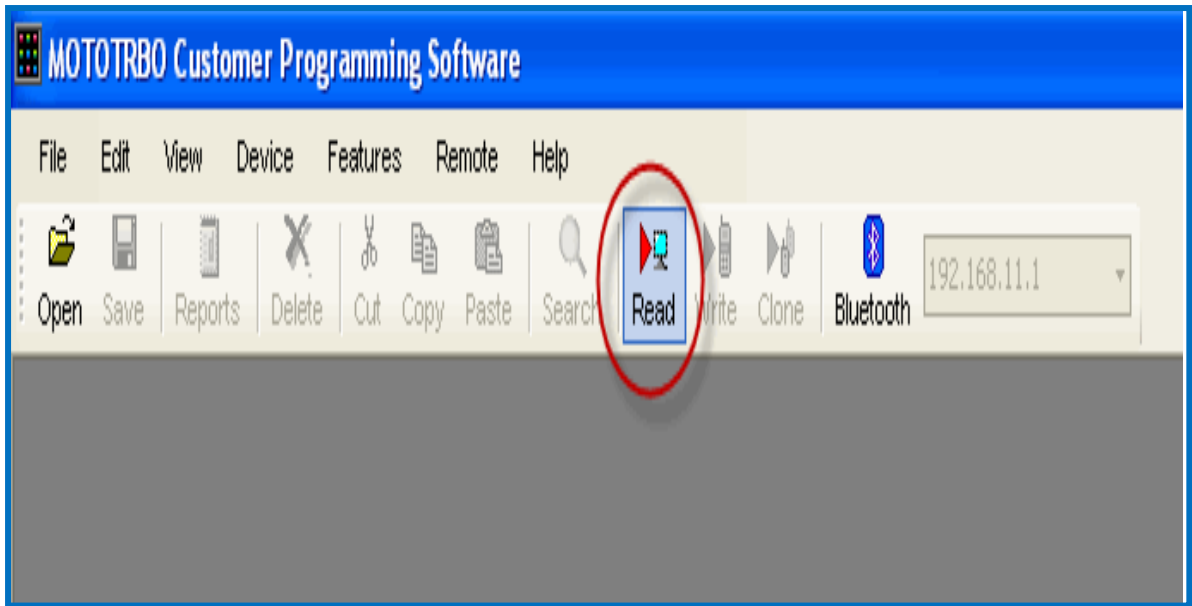 MOTOTRBO Customer Programming Software
File Edit View Device Features Remote Help
Open Save Reports Delete Cut Copy Paste Search Read Write Clone Bluetooth 192.168.11.1